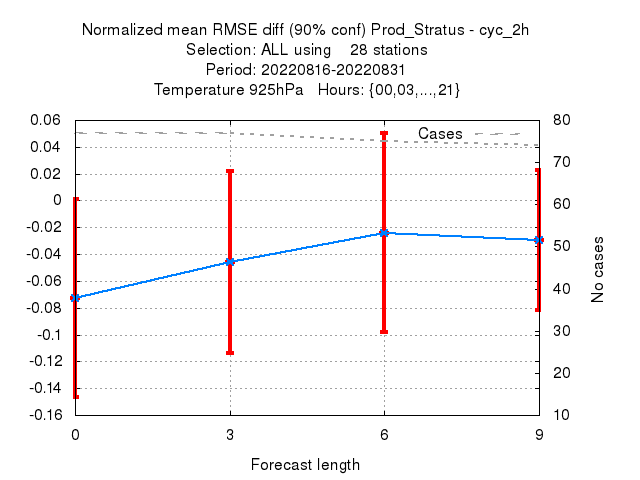 Normalized mean RMSE diff (90% conf) Prod_Stratus - cyc_2h
Selection: ALL using    28 stations
Period: 20220816-20220831
Temperature 925hPa   Hours: {00,03,...,21}
0.06
0.04
0.02
0
-0.02
-0.04
-0.06
-0.08
-0.1
-0.12
-0.14
-0.16
Cases
80
70
60
50
40
30
20
10
No cases
0 3 6 9
Forecast length